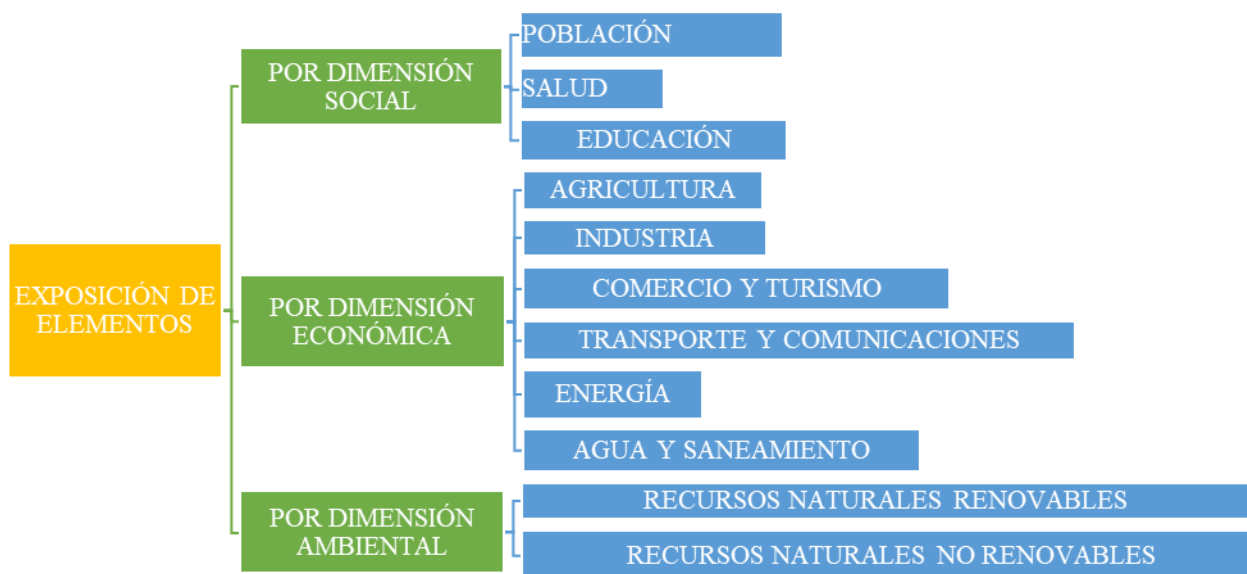 EXPOSICIÓN DE
ELEMENTOS
POR DIMENSIÓN
SOCIAL
POBLACIÓN
SALUD
EDUCACIÓN
POR DIMENSIÓN
ECONÓMICA
AGRICULTURA
INDUSTRIA
COMERCIO Y TURISMO
TRANSPORTE Y COMUNICACIONES
ENERGÍA
AGUA Y SANEAMIENTO
POR DIMENSIÓN
AMBIENTAL
RECURSOS NATURALES RENOVABLES
RECURSOS NATURALES NO RENOVABLES